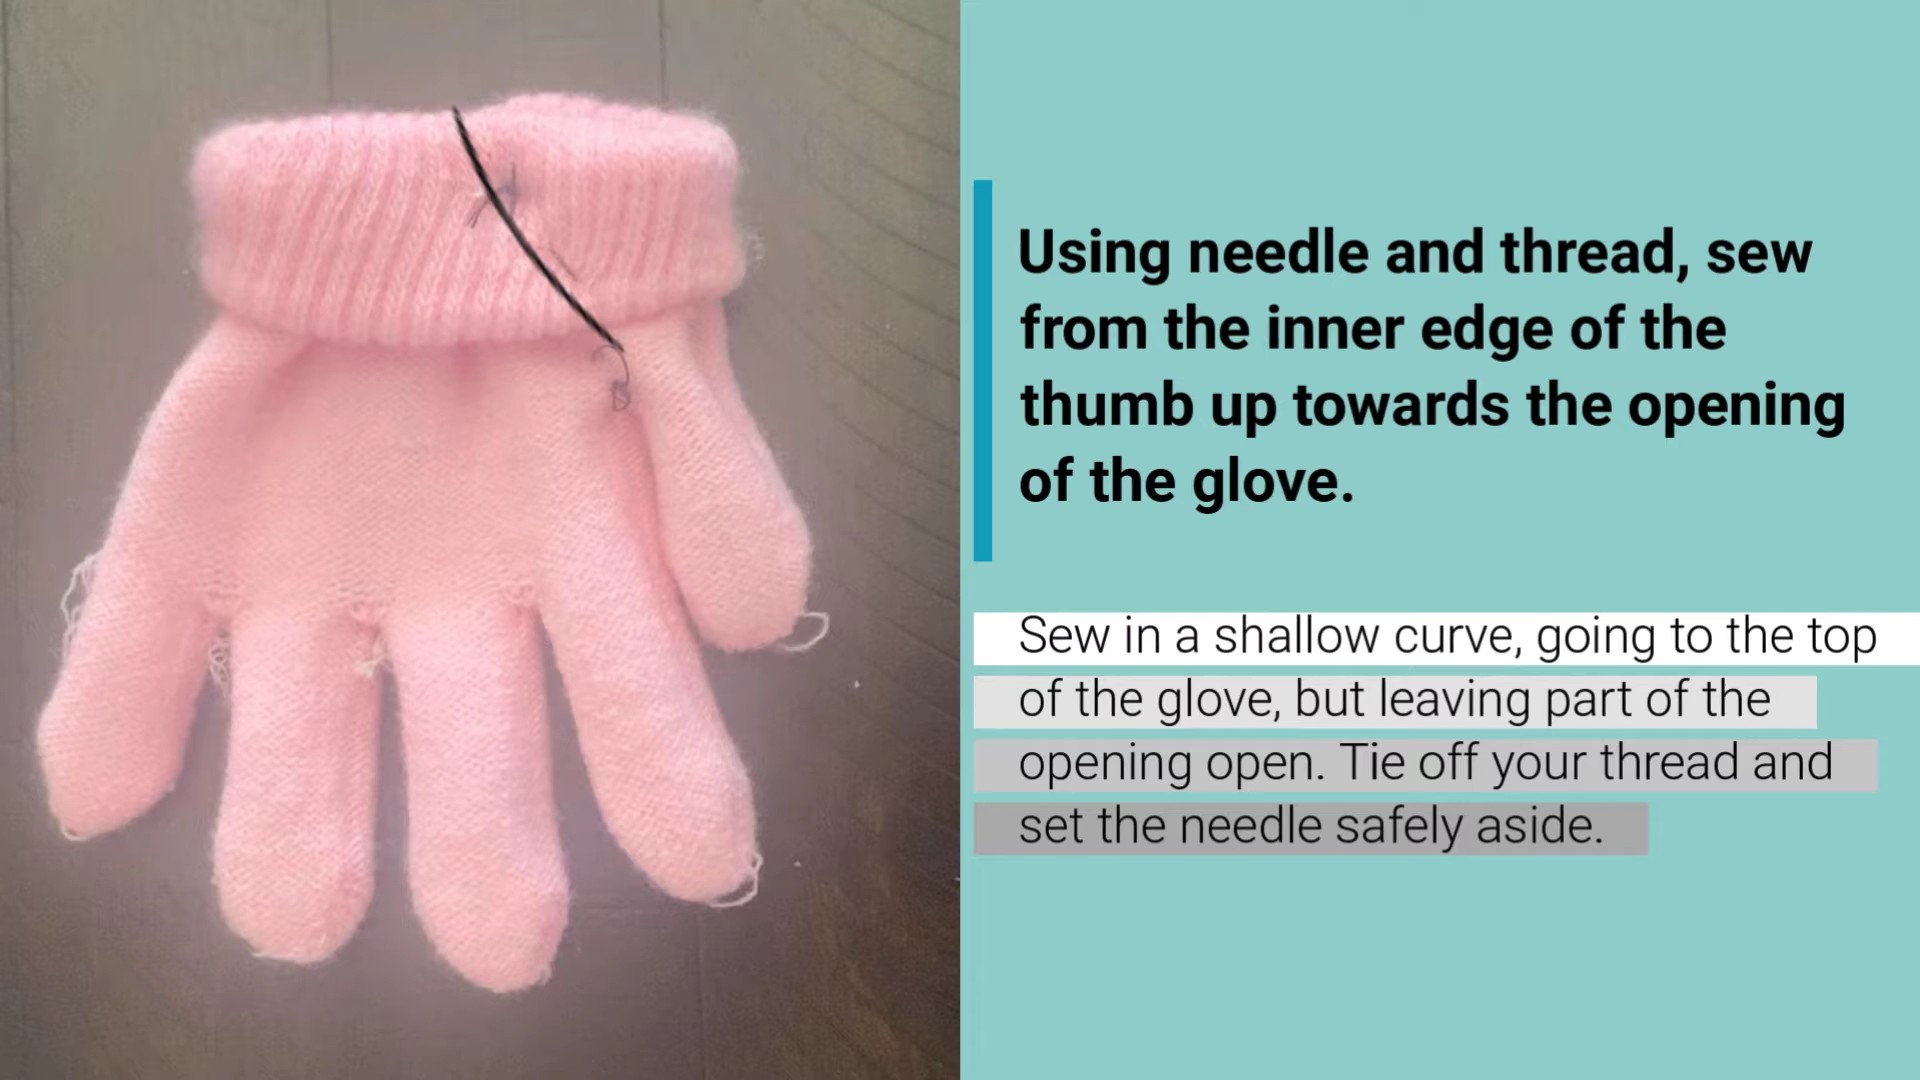 Using needle and thread, sew
from the inner edge of the
thumb up towards the opening
of the glove.
Sew in a shallow curve, going to the top
of the glove, but leaving part of the
opening open. Tie off your thread and
set the needle safely aside.